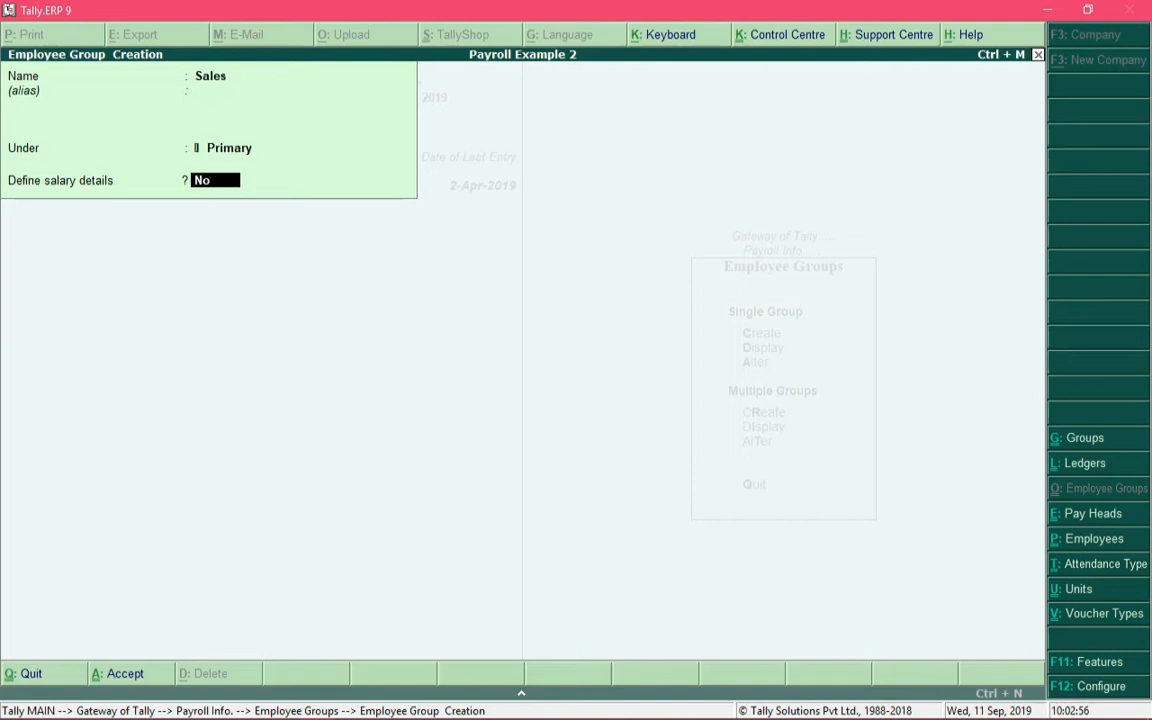 Tally.ERP 9
P: Print E: Export M: E-Mail O: Upload S: TallyShop G: Language K: Keyboard K: Control Centre H: Support Centre H: Help
F3: Company
Employee Group Creation Payroll Example 2 Ctrl + M
F3: New Company
Name : Sales
(alias) :
2019
Under : Primary
Date of Last Entry
Define salary details ? No
2-Apr-2019
Gateway of Tally ...
Payroll Info. ...
Employee Groups
Single Group
Create
Display
Alter
Multiple Groups
CReate
DIsplay
AlTer
Quit
G: Groups
L: Ledgers
O: Employee Groups
E: Pay Heads
P: Employees
T: Attendance Type
U: Units
V: Voucher Types
F11: Features
F12: Configure
Q: Quit A: Accept D: Delete
Ctrl + N
Tally MAIN --> Gateway of Tally --> Payroll Info. --> Employee Groups --> Employee Group Creation © Tally Solutions Pvt Ltd., 1988-2018 Wed, 11 Sep, 2019 10:02:56